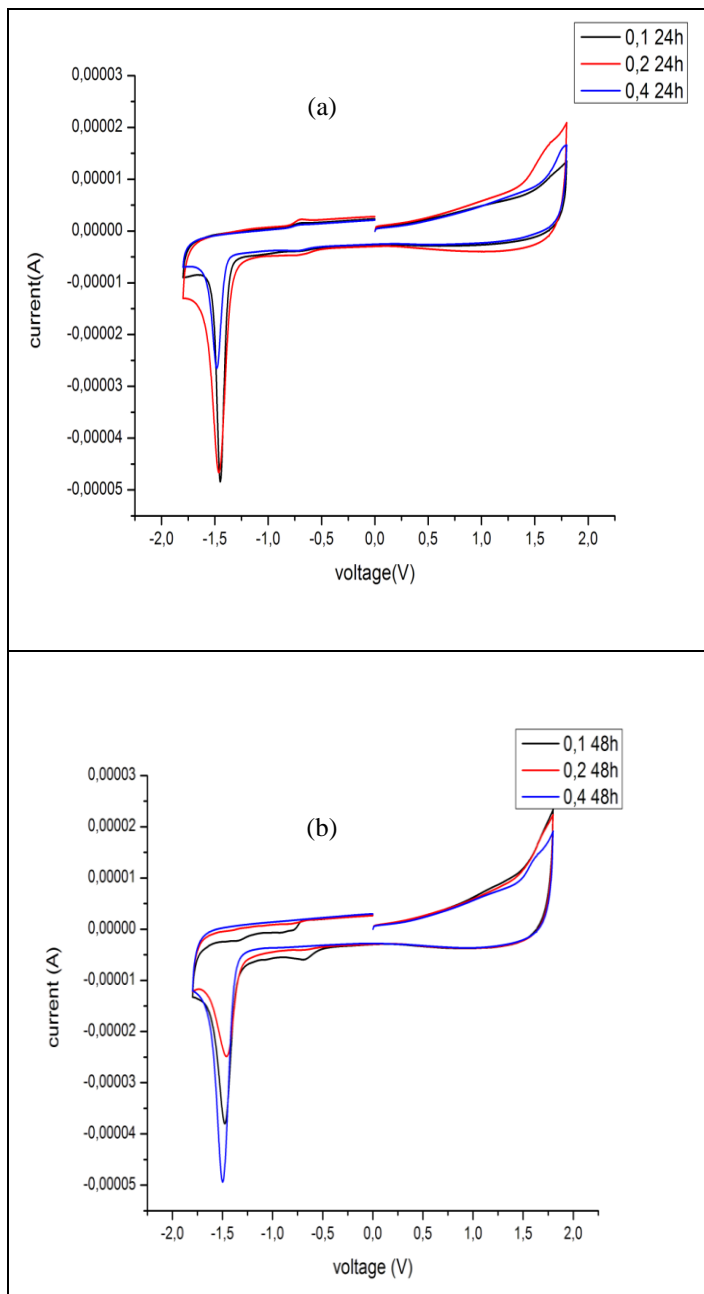 0,1 24h
0,2 24h
0,4 24h
(a)
0,00003
0,00002
0,00001
0,00000
-0,00001
-0,00002
-0,00003
-0,00004
-0,00005
current(A)
-2,0 -1,5 -1,0 -0,5 0,0 0,5 1,0 1,5 2,0
voltage(V)
0,1 48h
0,2 48h
0,4 48h
(b)
0,00003
0,00002
0,00001
0,00000
-0,00001
-0,00002
-0,00003
-0,00004
-0,00005
current (A)
-2,0 -1,5 -1,0 -0,5 0,0 0,5 1,0 1,5 2,0
voltage (V)